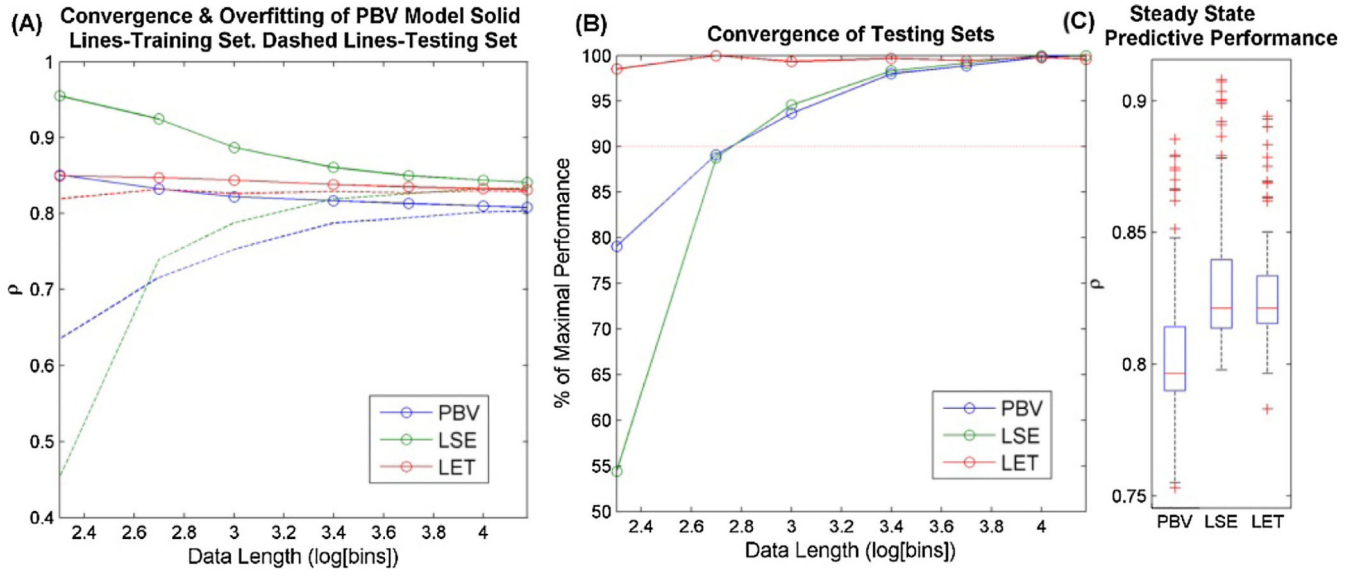 (A)
Convergence & Overfitting of PBV Model Solid
Lines-Training Set. Dashed Lines-Testing Set
1
0.9
0.8
0.7
0.6
0.5
0.4
ρ
2.4 2.6 2.8 3 3.2 3.4 3.6 3.8 4
Data Length (log[bins])
PBV
LSE
LET
(B)
Convergence of Testing Sets
100
95
90
85
80
75
70
65
60
55
50
% of Maximal Performance
2.4 2.6 2.8 3 3.2 3.4 3.6 3.8 4
Data Length (log[bins])
PBV
LSE
LET
(C)
Steady State
Predictive Performance
0.9
0.85
0.8
0.75
ρ
PBV LSE LET